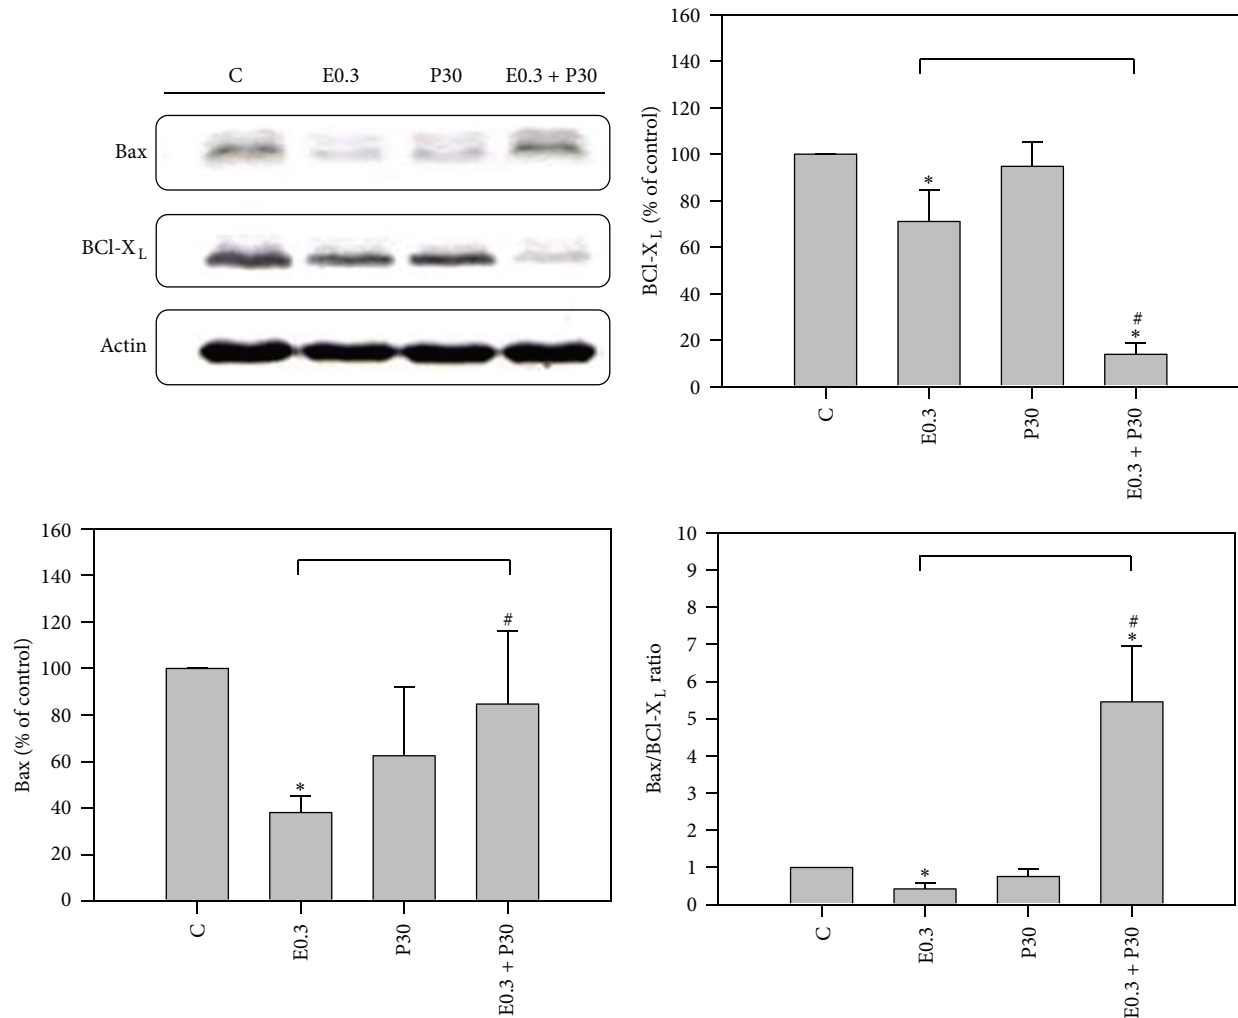 C E0.3 P30 E0.3 + P30
Bax
BCl-XL
Actin
160
140
120
100
80
60
40
20
0
BCl-XL (% of control)
*
#
*
C
E0.3
P30
E0.3 + P30
160
140
120
100
80
60
40
20
0
Bax (% of control)
*
#
C
E0.3
P30
E0.3 + P30
10
9
8
7
6
5
4
3
2
1
0
Bax/BCl-XL ratio
*
#
*
C
E0.3
P30
E0.3 + P30